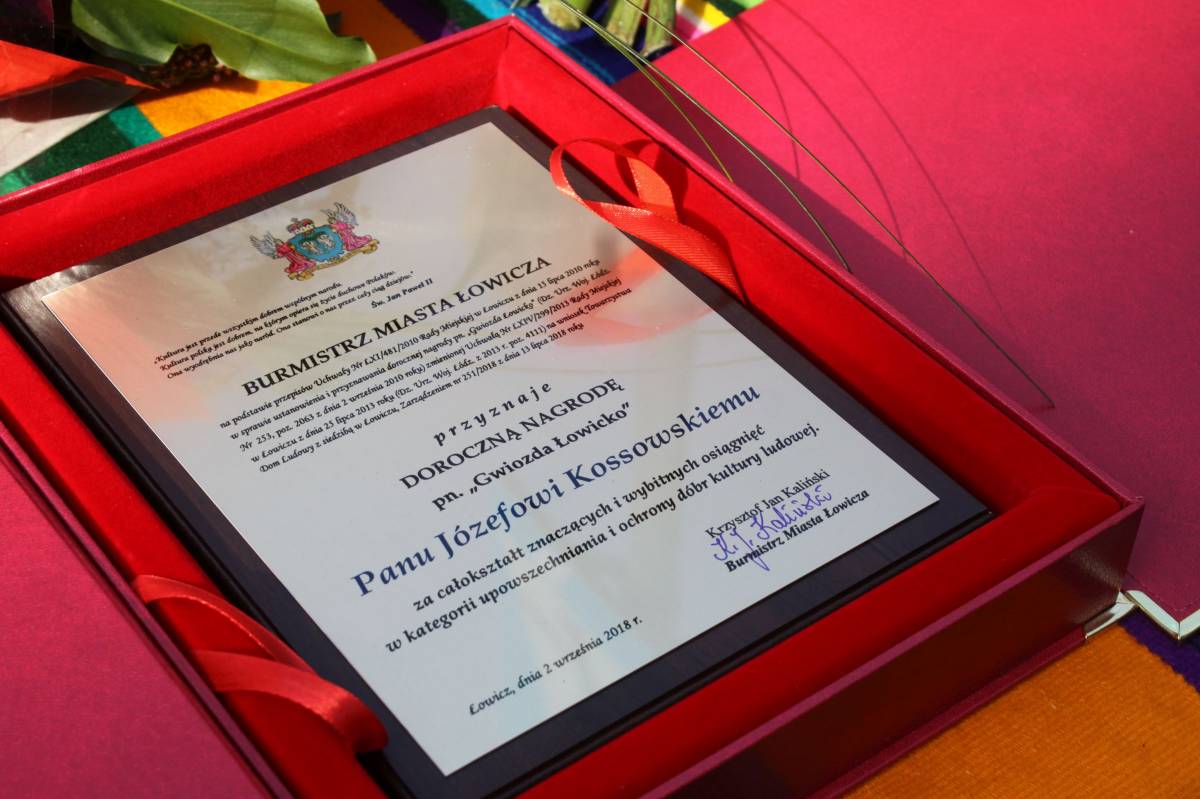 „Kultura jest przede wszystkim dobrem wspólnym narodu.
Kultura polska jest dobrem, na którym opiera się życie duchowe Polaków.
Ona wyodrębnia nas jako naród. Ona stanowi o nas przez cały ciąg dziejów.”
Św. Jan Paweł II
BURMISTRZ MIASTA ŁOWICZA
na podstawie przepisów Uchwały Nr LXI/481/2010 Rady Miejskiej w Łowiczu z dnia 15 lipca 2010 roku
w sprawie ustanowienia i przyznawania dorocznej nagrody pn. „Gwiozda Łowicko” (Dz. Urz. Woj. Łódz.
Nr 253, poz. 2063 z dnia 2 września 2010 roku) zmienionej Uchwałą Nr LXIV/299/2013 Rady Miejskiej
w Łowiczu z dnia 25 lipca 2013 roku (Dz. Urz. Woj. Łódz. z 2013 r. poz. 4111) na wniosek Towarzystwa
Dom Ludowy z siedzibą w Łowiczu, Zarządzeniem nr 251/2018 z dnia 13 lipca 2018 roku
przyznaje
DOROCZNĄ NAGRODĘ
pn. „Gwiozda Łowicko”
Panu Józefowi Kossowskiemu
za całokształt znaczących i wybitnych osiągnięć
w kategorii upowszechniania i ochrony dóbr kultury ludowej.
Krzysztof Jan Kaliński
K. J. Kaliński
Burmistrz Miasta Łowicza
Łowicz, dnia 2 września 2018 r.